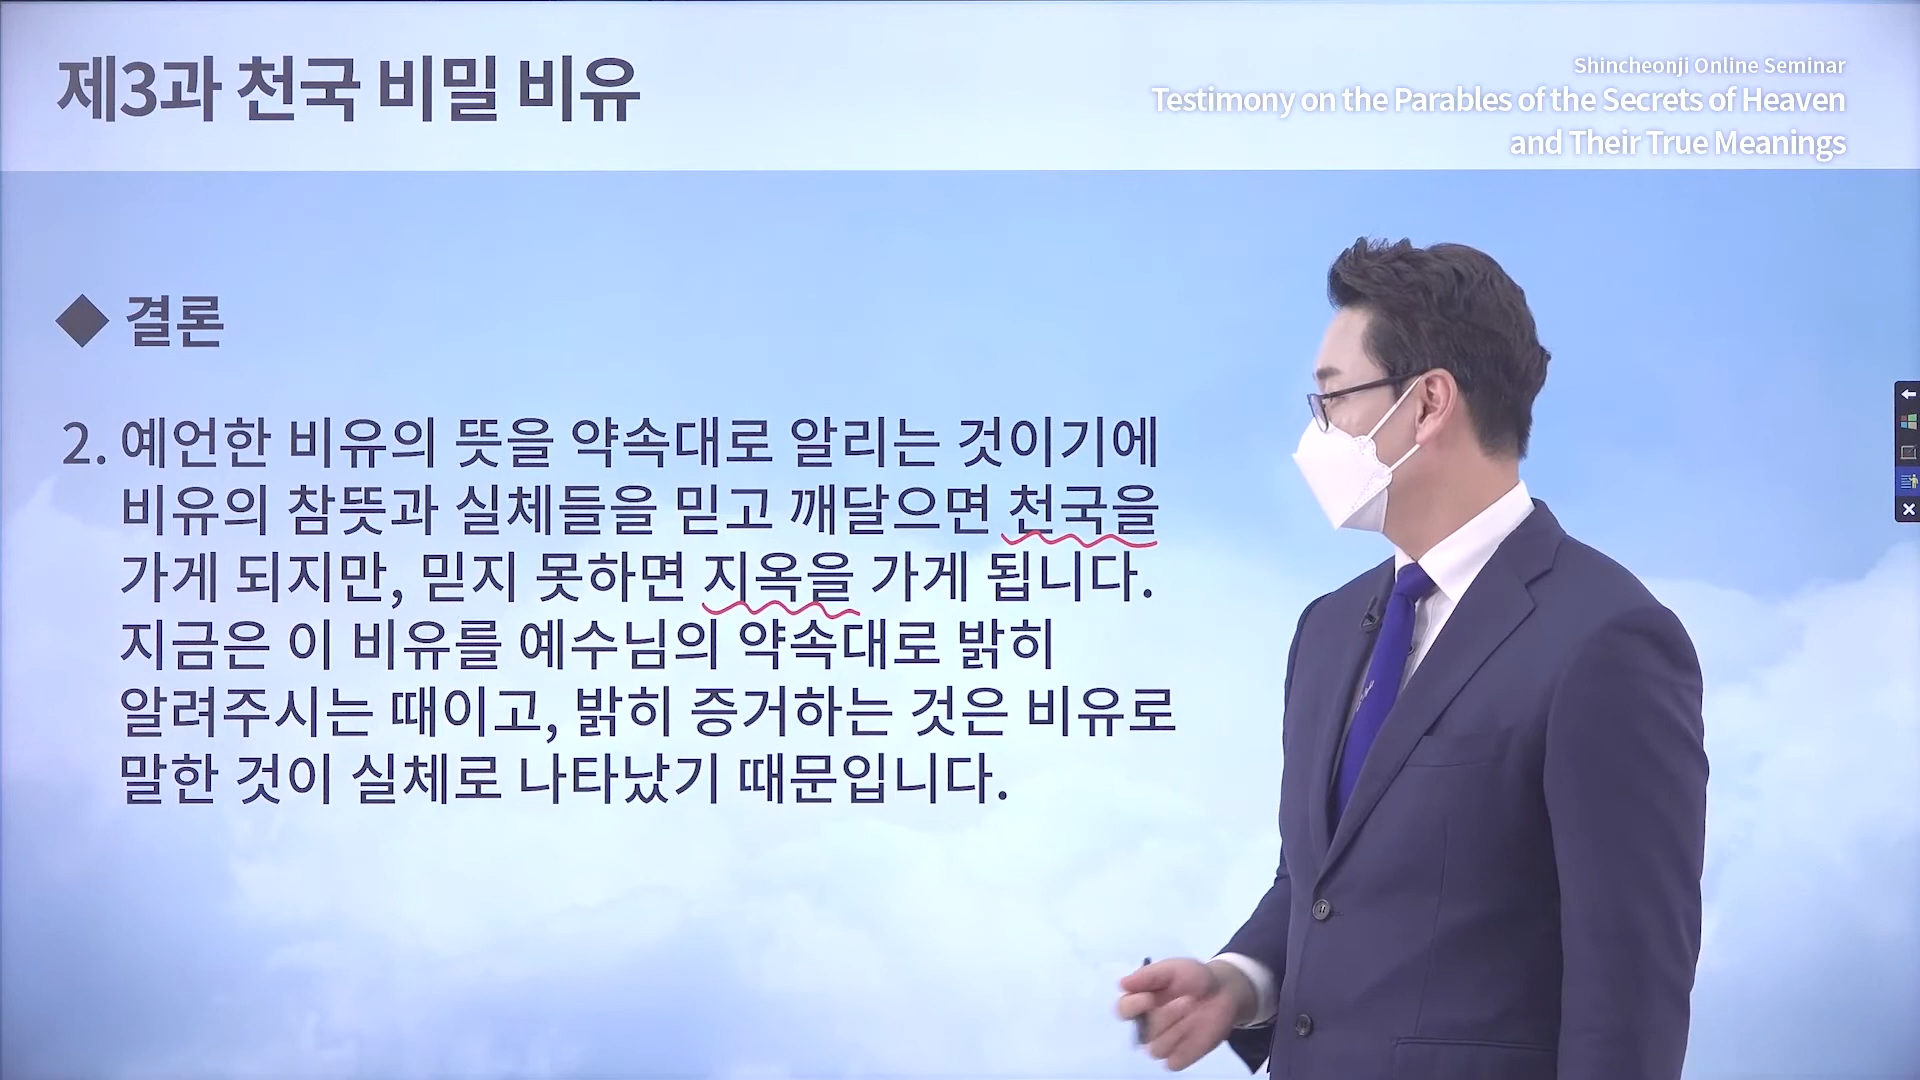 제3과 천국 비밀 비유
Shincheonji Online Seminar
Testimony on the Parables of the Secrets of Heaven
and Their True Meanings
◆ 결론
2. 예언한 비유의 뜻을 약속대로 알리는 것이기에
비유의 참뜻과 실체들을 믿고 깨달으면 천국을
가게 되지만, 믿지 못하면 지옥을 가게 됩니다.
지금은 이 비유를 예수님의 약속대로 밝히
알려주시는 때이고, 밝히 증거하는 것은 비유로
말한 것이 실체로 나타났기 때문입니다.